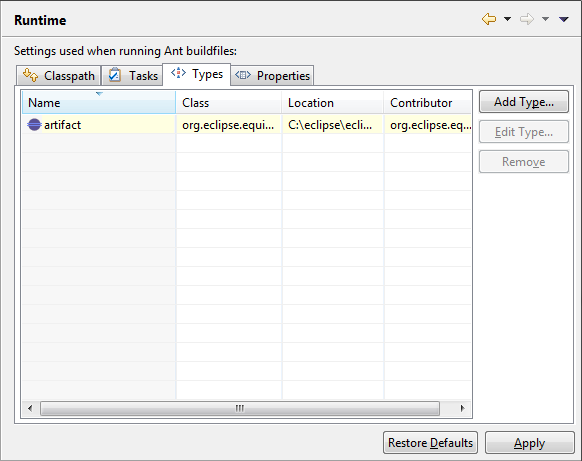 Runtime
Settings used when running Ant buildfiles:
Classpath Tasks Types Properties
Name Class Location Contributor
artifact org.eclipse.equi... C:\eclipse\ecli... org.eclipse.eq...
Add Type...
Edit Type...
Remove
Restore Defaults Apply